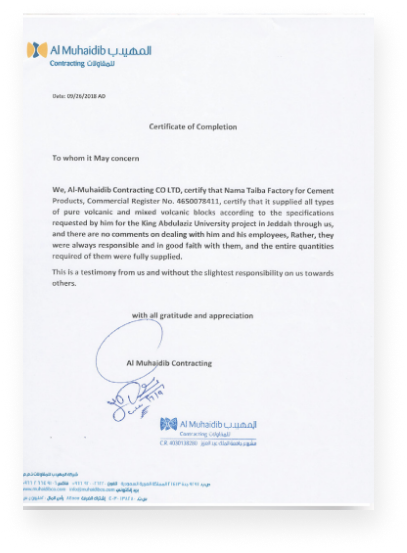 Al Muhaidib المهيدب
Contracting للمقاولات
Date: 09/26/2018 AD
Certificate of Completion
To whom it May concern
We, Al-Muhaidib Contracting CO LTD, certify that Nama Taiba Factory for Cement
Products, Commercial Register No. 4650078411, certify that it supplied all types
of pure volcanic and mixed volcanic blocks according to the specifications
requested by him for the King Abdulaziz University project in Jeddah through us,
and there are no comments on dealing with him and his employees, Rather, they
were always responsible and in good faith with them, and the entire quantities
required of them were fully supplied.
This is a testimony from us and without the slightest responsibility on us towards
others.
with all gratitude and appreciation
Al Muhaidib Contracting
Al Muhaidib المهيدب
Contracting للمقاولات